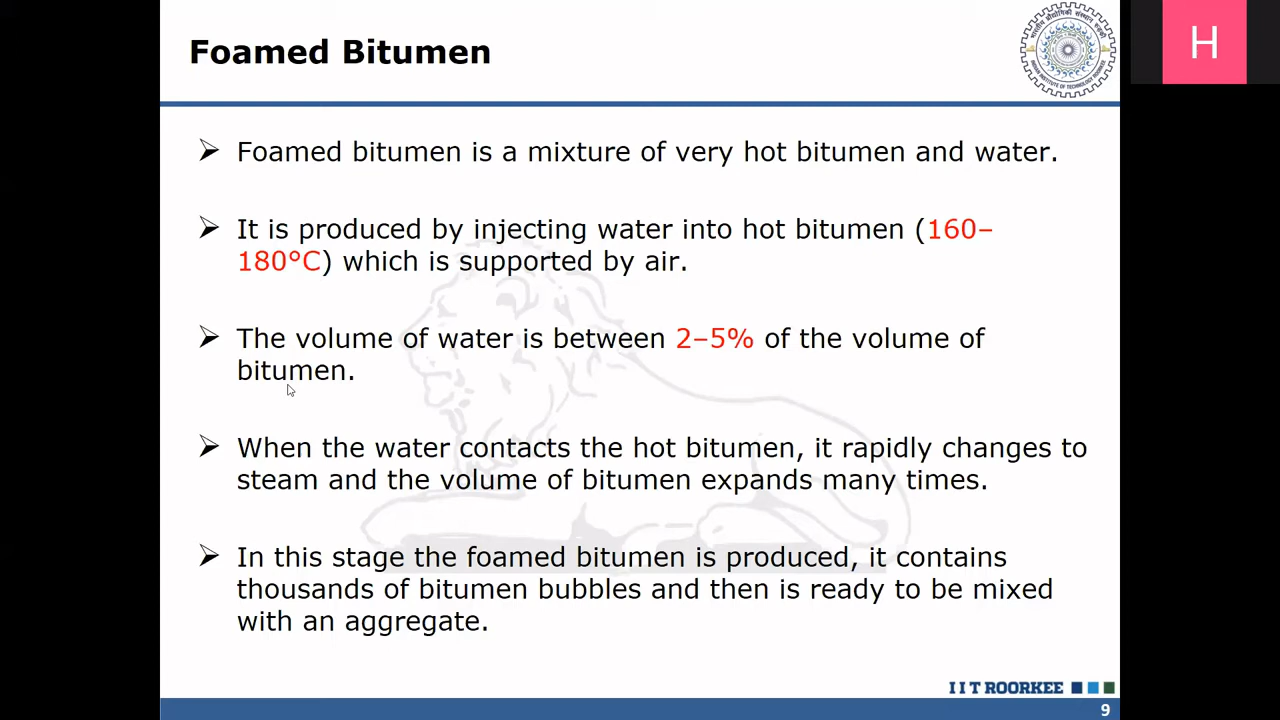 Foamed Bitumen
H
➢ Foamed bitumen is a mixture of very hot bitumen and water.
➢ It is produced by injecting water into hot bitumen (160–
180°C) which is supported by air.
➢ The volume of water is between 2–5% of the volume of
bitumen.
➢ When the water contacts the hot bitumen, it rapidly changes to
steam and the volume of bitumen expands many times.
➢ In this stage the foamed bitumen is produced, it contains
thousands of bitumen bubbles and then is ready to be mixed
with an aggregate.
I I T ROORKEE
9